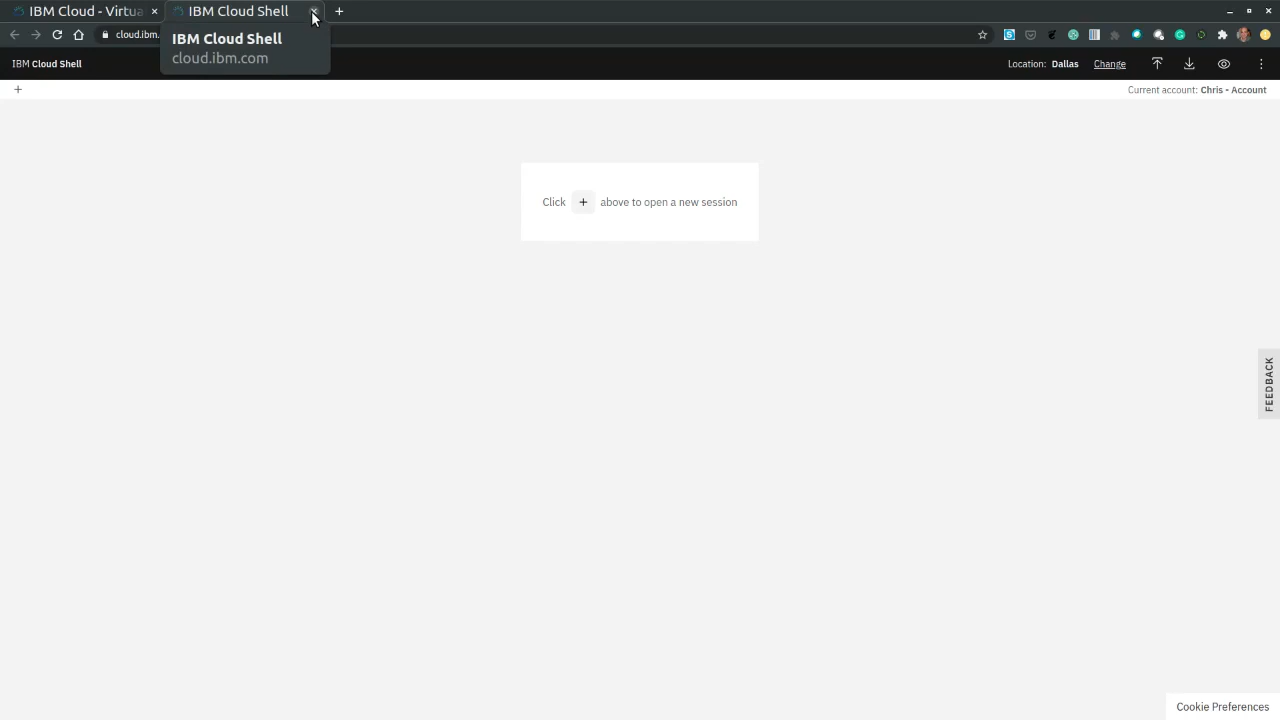 IBM Cloud - Virtua
IBM Cloud Shell
cloud.ibm.
IBM Cloud Shell
cloud.ibm.com
IBM Cloud Shell
Location: Dallas Change
Current account: Chris - Account
Click + above to open a new session
FEEDBACK
Cookie Preferences